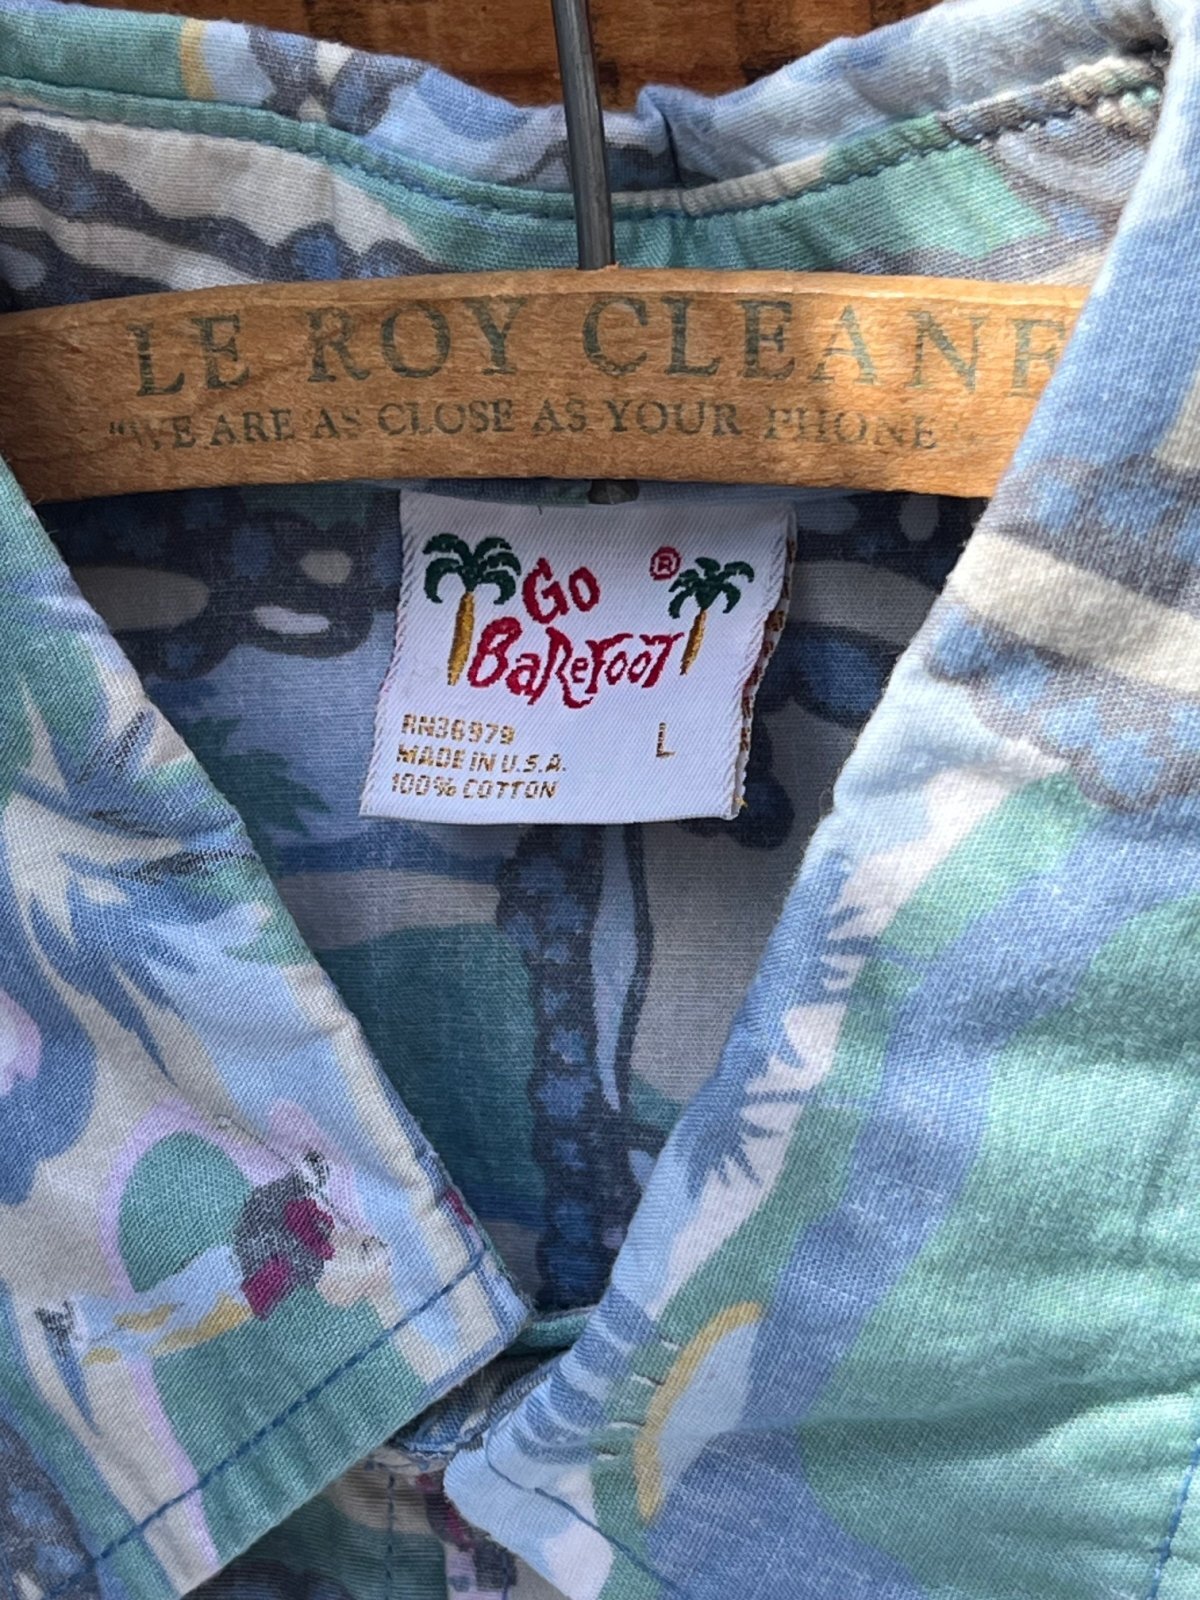 LE ROY CLEANE
"WE ARE AS CLOSE AS YOUR PHONE"
Go ®
BaReFooT
RN36979
MADE IN U.S.A.
100% COTTON
L